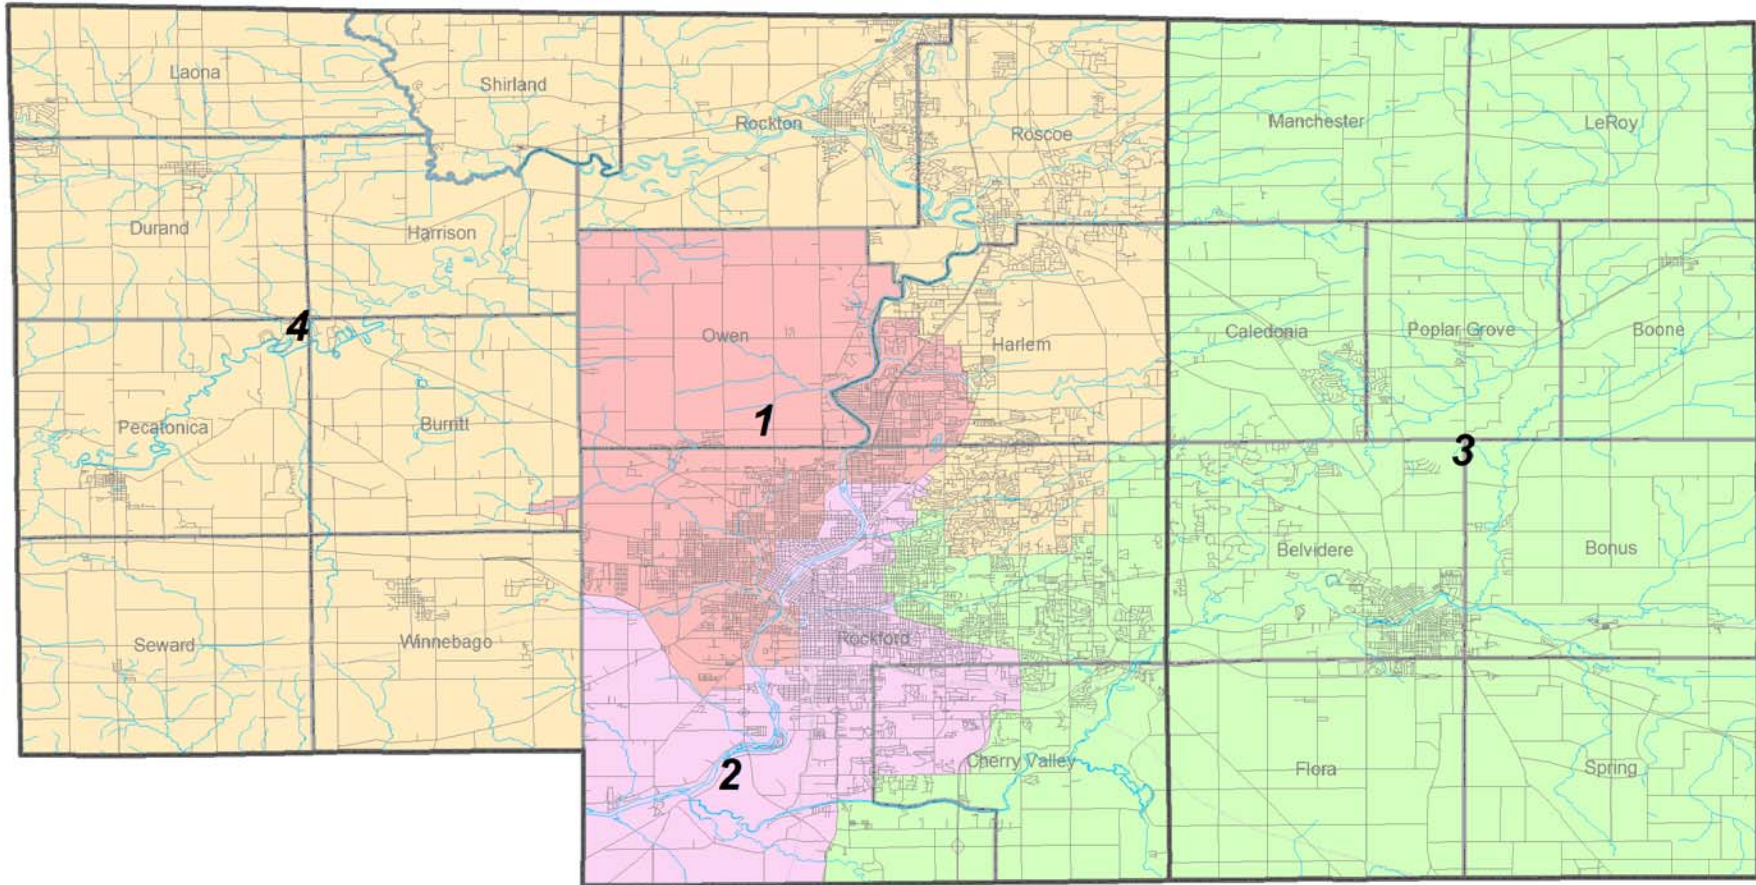 Laona
Shirland
Rockton
Roscoe
Manchester
LeRoy
Durand
Harrison
4
Owen
Harlem
Caledonia
Poplar Grove
Boone
Pecatonica
Burritt
1
3
Belvidere
Bonus
Seward
Winnebago
Rockford
2
Cherry Valley
Flora
Spring